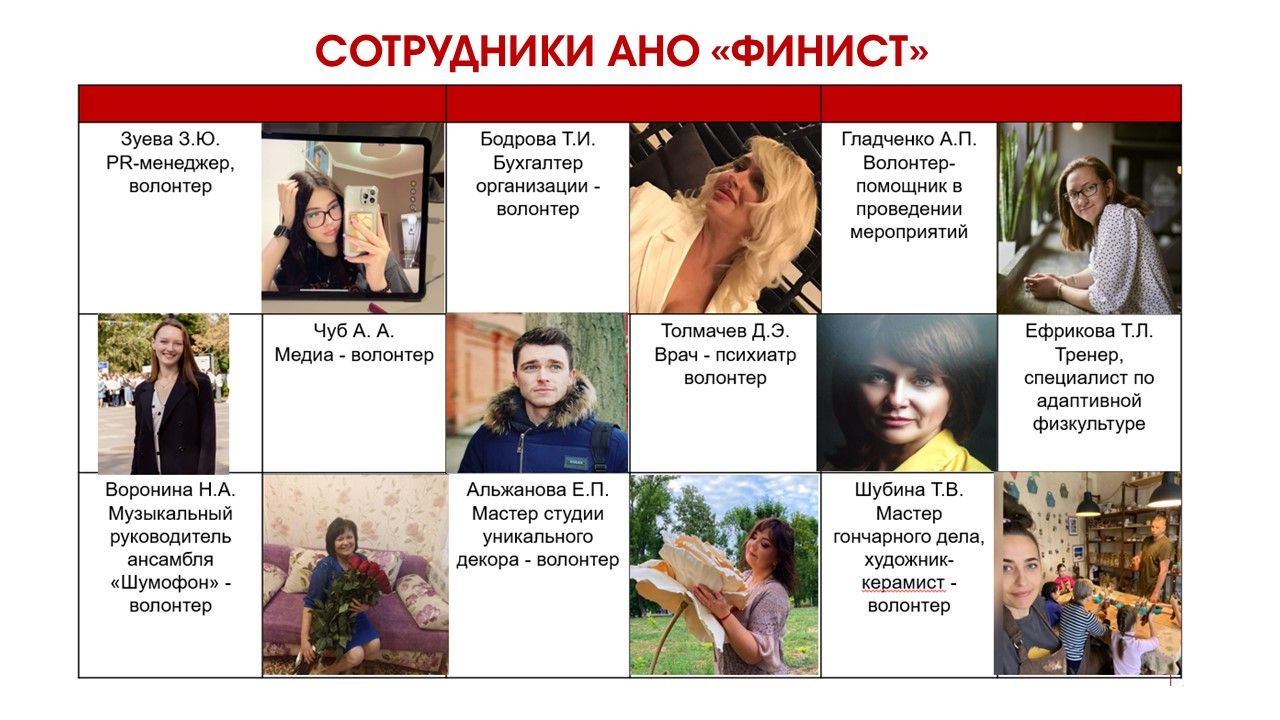 СОТРУДНИКИ АНО «ФИНИСТ»
Зуева З.Ю.
PR-менеджер,
волонтер
Бодрова Т.И.
Бухгалтер
организации -
волонтер
Гладченко А.П.
Волонтер-
помощник в
проведении
мероприятий
Чуб А. А.
Медиа - волонтер
Толмачев Д.Э.
Врач - психиатр
волонтер
Ефрикова Т.Л.
Тренер,
специалист по
адаптивной
физкультуре
Воронина Н.А.
Музыкальный
руководитель
ансамбля
«Шумофон» -
волонтер
Альжанова Е.П.
Мастер студии
уникального
декора - волонтер
Шубина Т.В.
Мастер
гончарного дела,
художник-
керамист -
волонтер